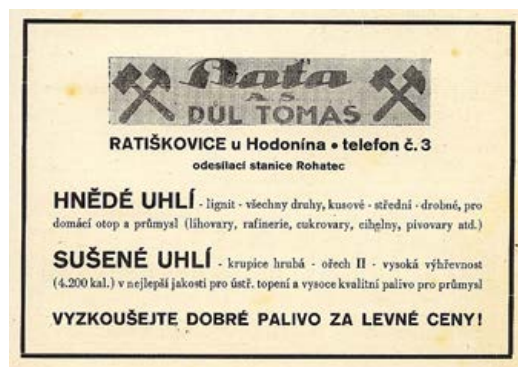 Baťa
A. S.
DŮL TOMÁŠ
RATIŠKOVICE u Hodonína • telefon č. 3
odesílací stanice Rohatec
HNĚDÉ UHLÍ - lignit - všechny druhy, kusové - střední - drobné, pro
domácí otop a průmysl (líhovary, rafinerie, cukrovary, cihelny, pivovary atd.)
SUŠENÉ UHLÍ - krupice hrubá - ořech II - vysoká výhřevnost
(4.200 kal.) v nejlepší jakosti pro ústř. topení a vysoce kvalitní palivo pro průmysl
VYZKOUŠEJTE DOBRÉ PALIVO ZA LEVNÉ CENY!